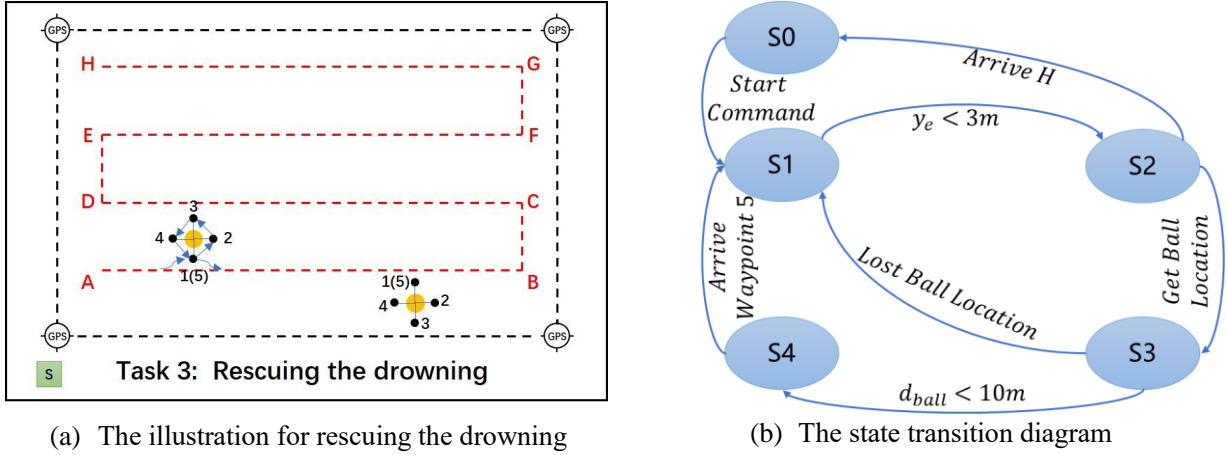 GPS
GPS
H
G
E
F
D
C
3
4
2
1(5)
A
B
1(5)
4
2
3
GPS
GPS
S
Task 3: Rescuing the drowning
(a) The illustration for rescuing the drowning
S0
Arrive H
Start
Command
y_e < 3m
S1
S2
Arrive
Waypoint 5
Lost Ball Location
Get Ball
Location
S4
S3
d_ball < 10m
(b) The state transition diagram